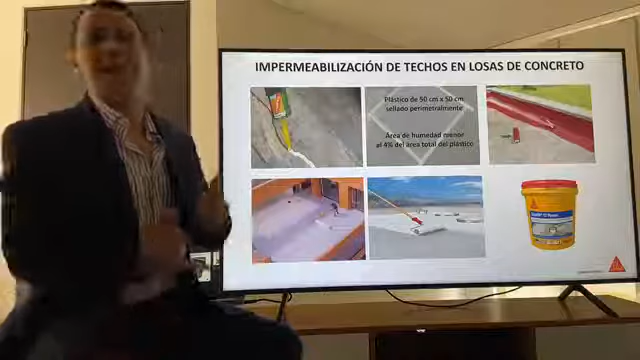 IMPERMEABILIZACIÓN DE TECHOS EN LOSAS DE CONCRETO
Plástico de 50 cm x 50 cm
sellado perimetralmente
Área de humedad menor
al 4% del área total del plástico